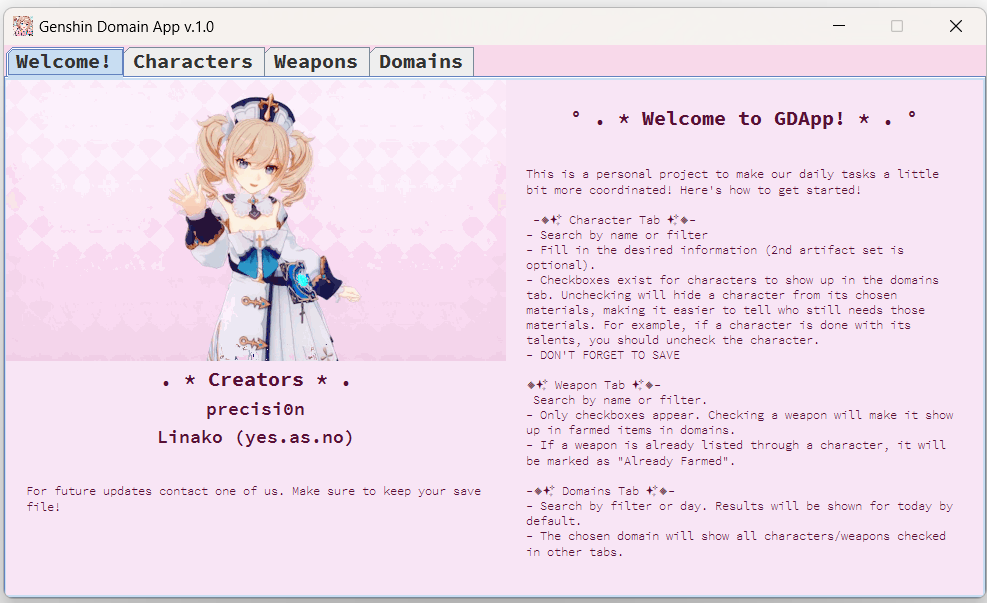 Genshin Domain App v.1.0
Welcome! Characters Weapons Domains
° . * Welcome to GDApp! * . °
This is a personal project to make our daily tasks a little
bit more coordinated! Here's how to get started!
-◆✦ Character Tab ✦◆-
- Search by name or filter
- Fill in the desired information (2nd artifact set is
optional).
- Checkboxes exist for characters to show up in the domains
tab. Unchecking will hide a character from its chosen
materials, making it easier to tell who still needs those
materials. For example, if a character is done with its
talents, you should uncheck the character.
- DON'T FORGET TO SAVE
◆✦ Weapon Tab ✦◆-
Search by name or filter.
- Only checkboxes appear. Checking a weapon will make it show
up in farmed items in domains.
- If a weapon is already listed through a character, it will
be marked as "Already Farmed".
-◆✦ Domains Tab ✦◆-
- Search by filter or day. Results will be shown for today by
default.
- The chosen domain will show all characters/weapons checked
in other tabs.
. * Creators * .
precisi0n
Linako (yes.as.no)
For future updates contact one of us. Make sure to keep your save
file!